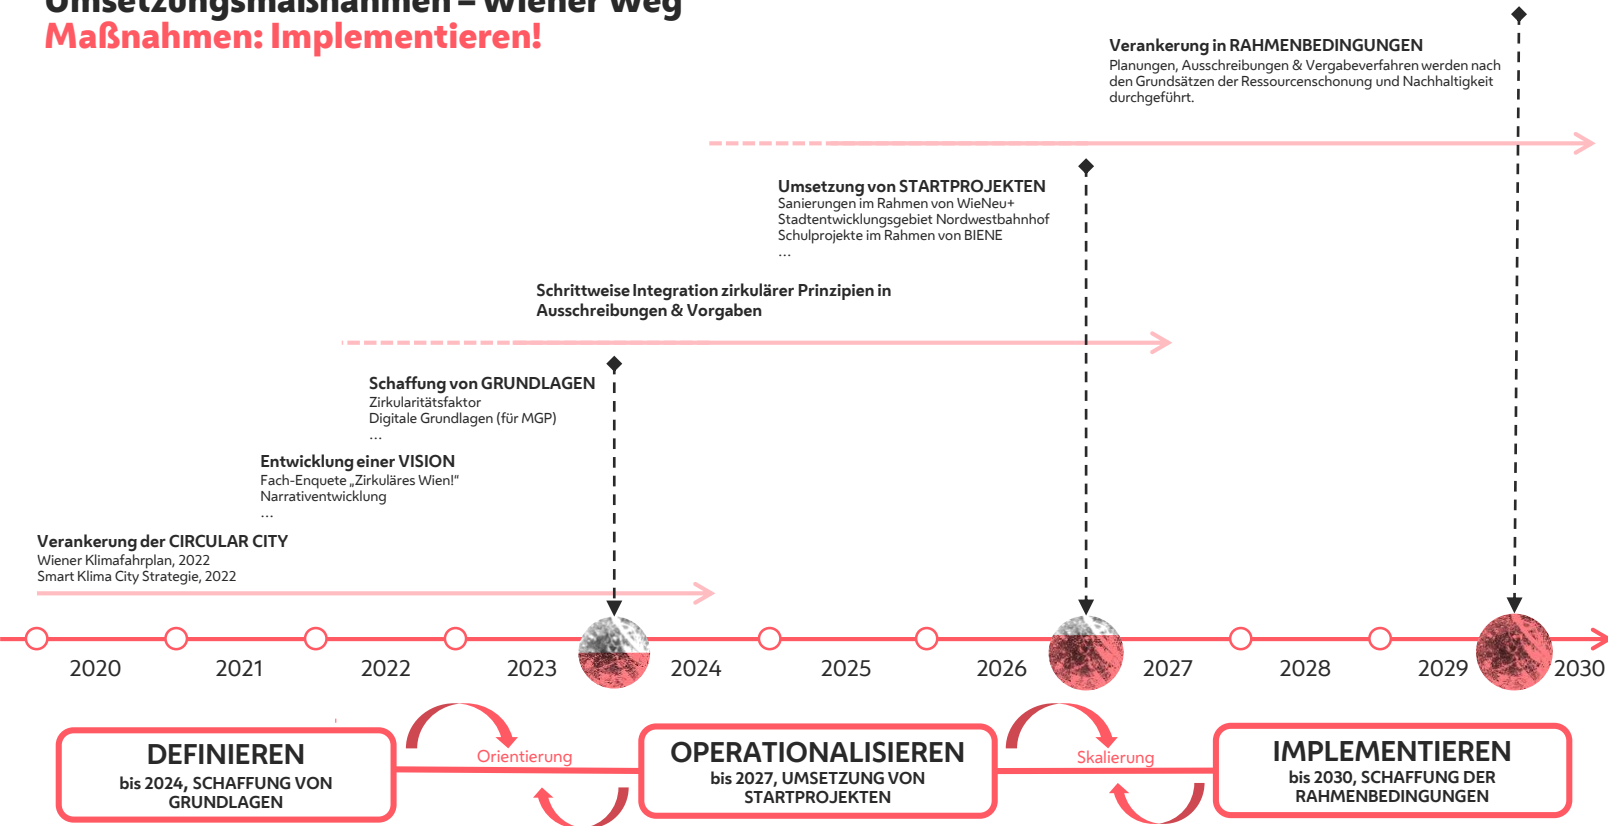 Umsetzungsmaßnahmen – Wiener Weg
Maßnahmen: Implementieren!
Verankerung in RAHMENBEDINGUNGEN
Planungen, Ausschreibungen & Vergabeverfahren werden nach
den Grundsätzen der Ressourcenschonung und Nachhaltigkeit
durchgeführt.
Umsetzung von STARTPROJEKTEN
Sanierungen im Rahmen von WieNeu+
Stadtentwicklungsgebiet Nordwestbahnhof
Schulprojekte im Rahmen von BIENE
...
Schrittweise Integration zirkulärer Prinzipien in
Ausschreibungen & Vorgaben
Schaffung von GRUNDLAGEN
Zirkularitätsfaktor
Digitale Grundlagen (für MGP)
...
Entwicklung einer VISION
Fach-Enquete „Zirkuläres Wien!“
Narrativentwicklung
...
Verankerung der CIRCULAR CITY
Wiener Klimafahrplan, 2022
Smart Klima City Strategie, 2022
2020 2021 2022 2023 2024 2025 2026 2027 2028 2029 2030
DEFINIEREN
bis 2024, SCHAFFUNG VON
GRUNDLAGEN
Orientierung
OPERATIONALISIEREN
bis 2027, UMSETZUNG VON
STARTPROJEKTEN
Skalierung
IMPLEMENTIEREN
bis 2030, SCHAFFUNG DER
RAHMENBEDINGUNGEN